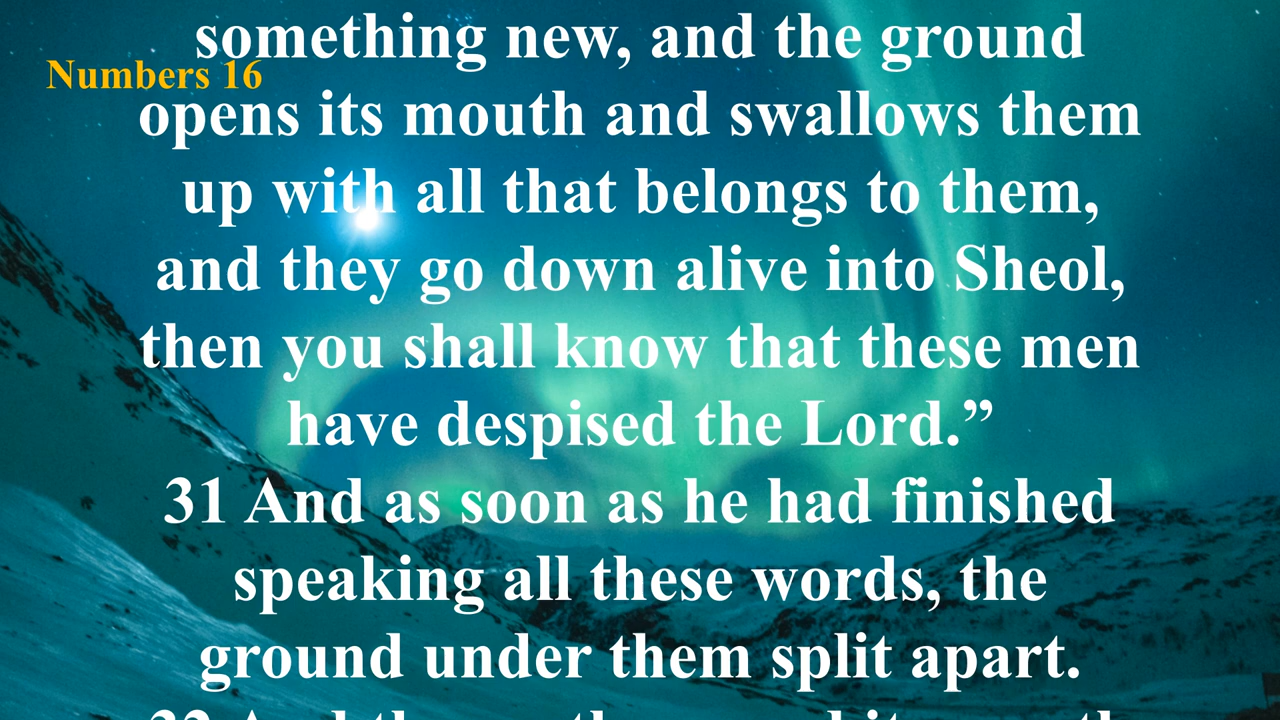 something new, and the ground
Numbers 16
opens its mouth and swallows them
up with all that belongs to them,
and they go down alive into Sheol,
then you shall know that these men
have despised the Lord.”
31 And as soon as he had finished
speaking all these words, the
ground under them split apart.